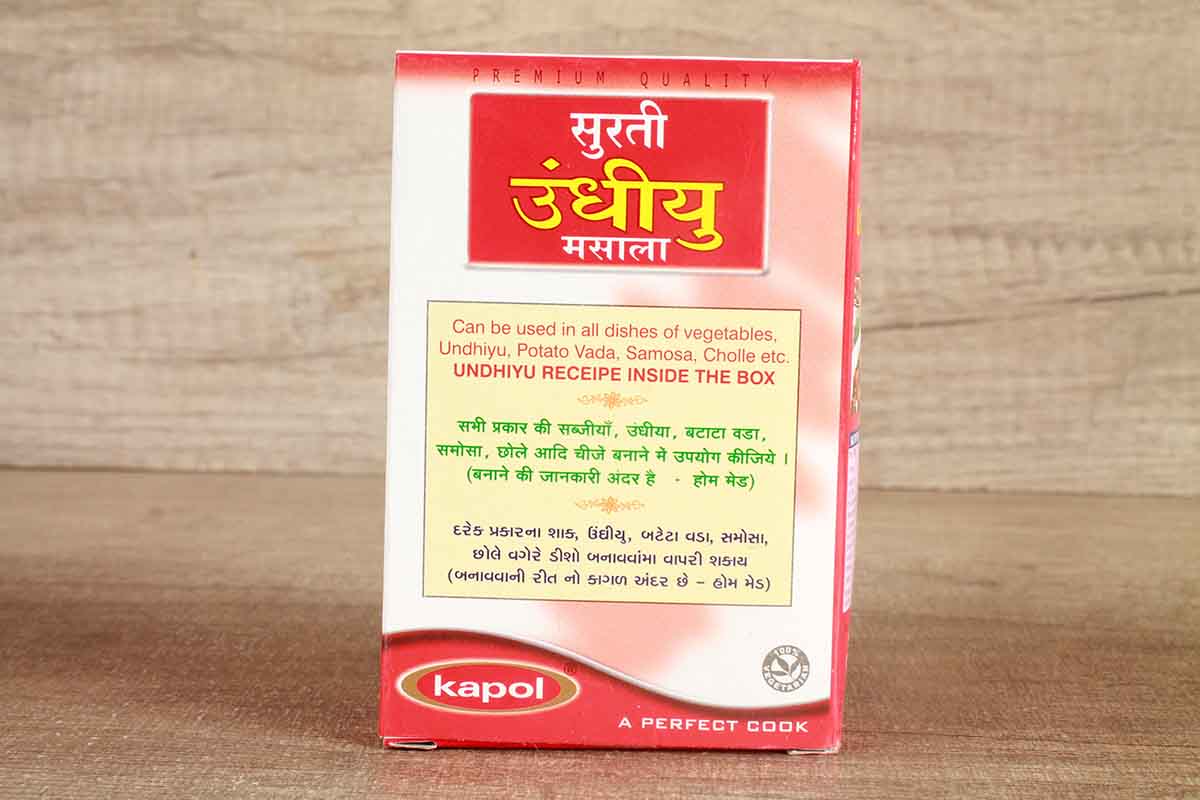 PREMIUM QUALITY
सुरती
उंधीयु
मसाला
Can be used in all dishes of vegetables,
Undhiyu, Potato Vada, Samosa, Cholle etc.
UNDHIYU RECEIPE INSIDE THE BOX
सभी प्रकार की सब्जीयाँ, उंधीया, बटाटा वडा,
समोसा, छोले आदि चीजे बनाने में उपयोग कीजिये।
(बनाने की जानकारी अंदर है - होम मेड)
દરેક પ્રકારના શાક, ઉંધીયુ, બટેટા વડા, સમોસા,
છોલે વગેરે ડીશો બનાવવાંમા વાપરી શકાય
(બનાવવાની રીત નો કાગળ અંદર છે – હોમ મેડ)
kapol ®
100%
VEGETARIAN
A PERFECT COOK